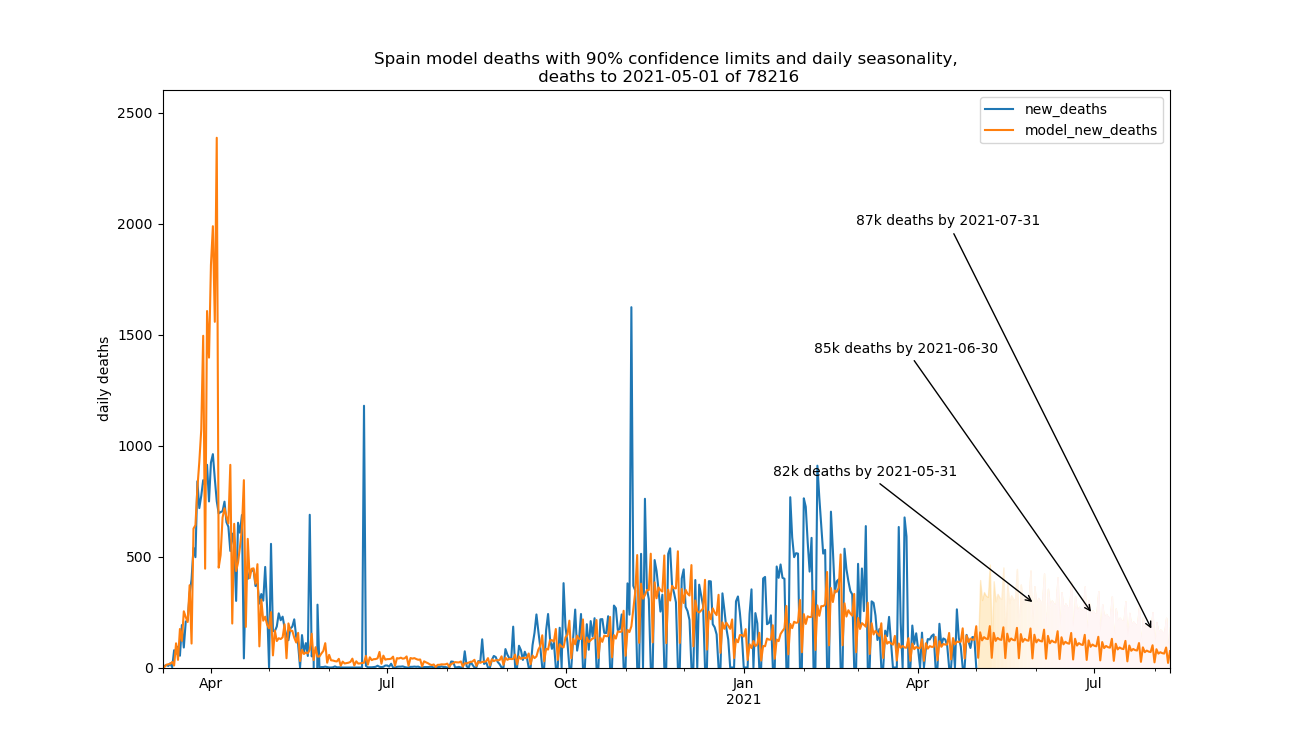 Spain model deaths with 90% confidence limits and daily seasonality,
deaths to 2021-05-01 of 78216
new_deaths
model_new_deaths
2500
2000
1500
1000
500
0
daily deaths
87k deaths by 2021-07-31
85k deaths by 2021-06-30
82k deaths by 2021-05-31
Apr Jul Oct Jan Apr Jul
2021